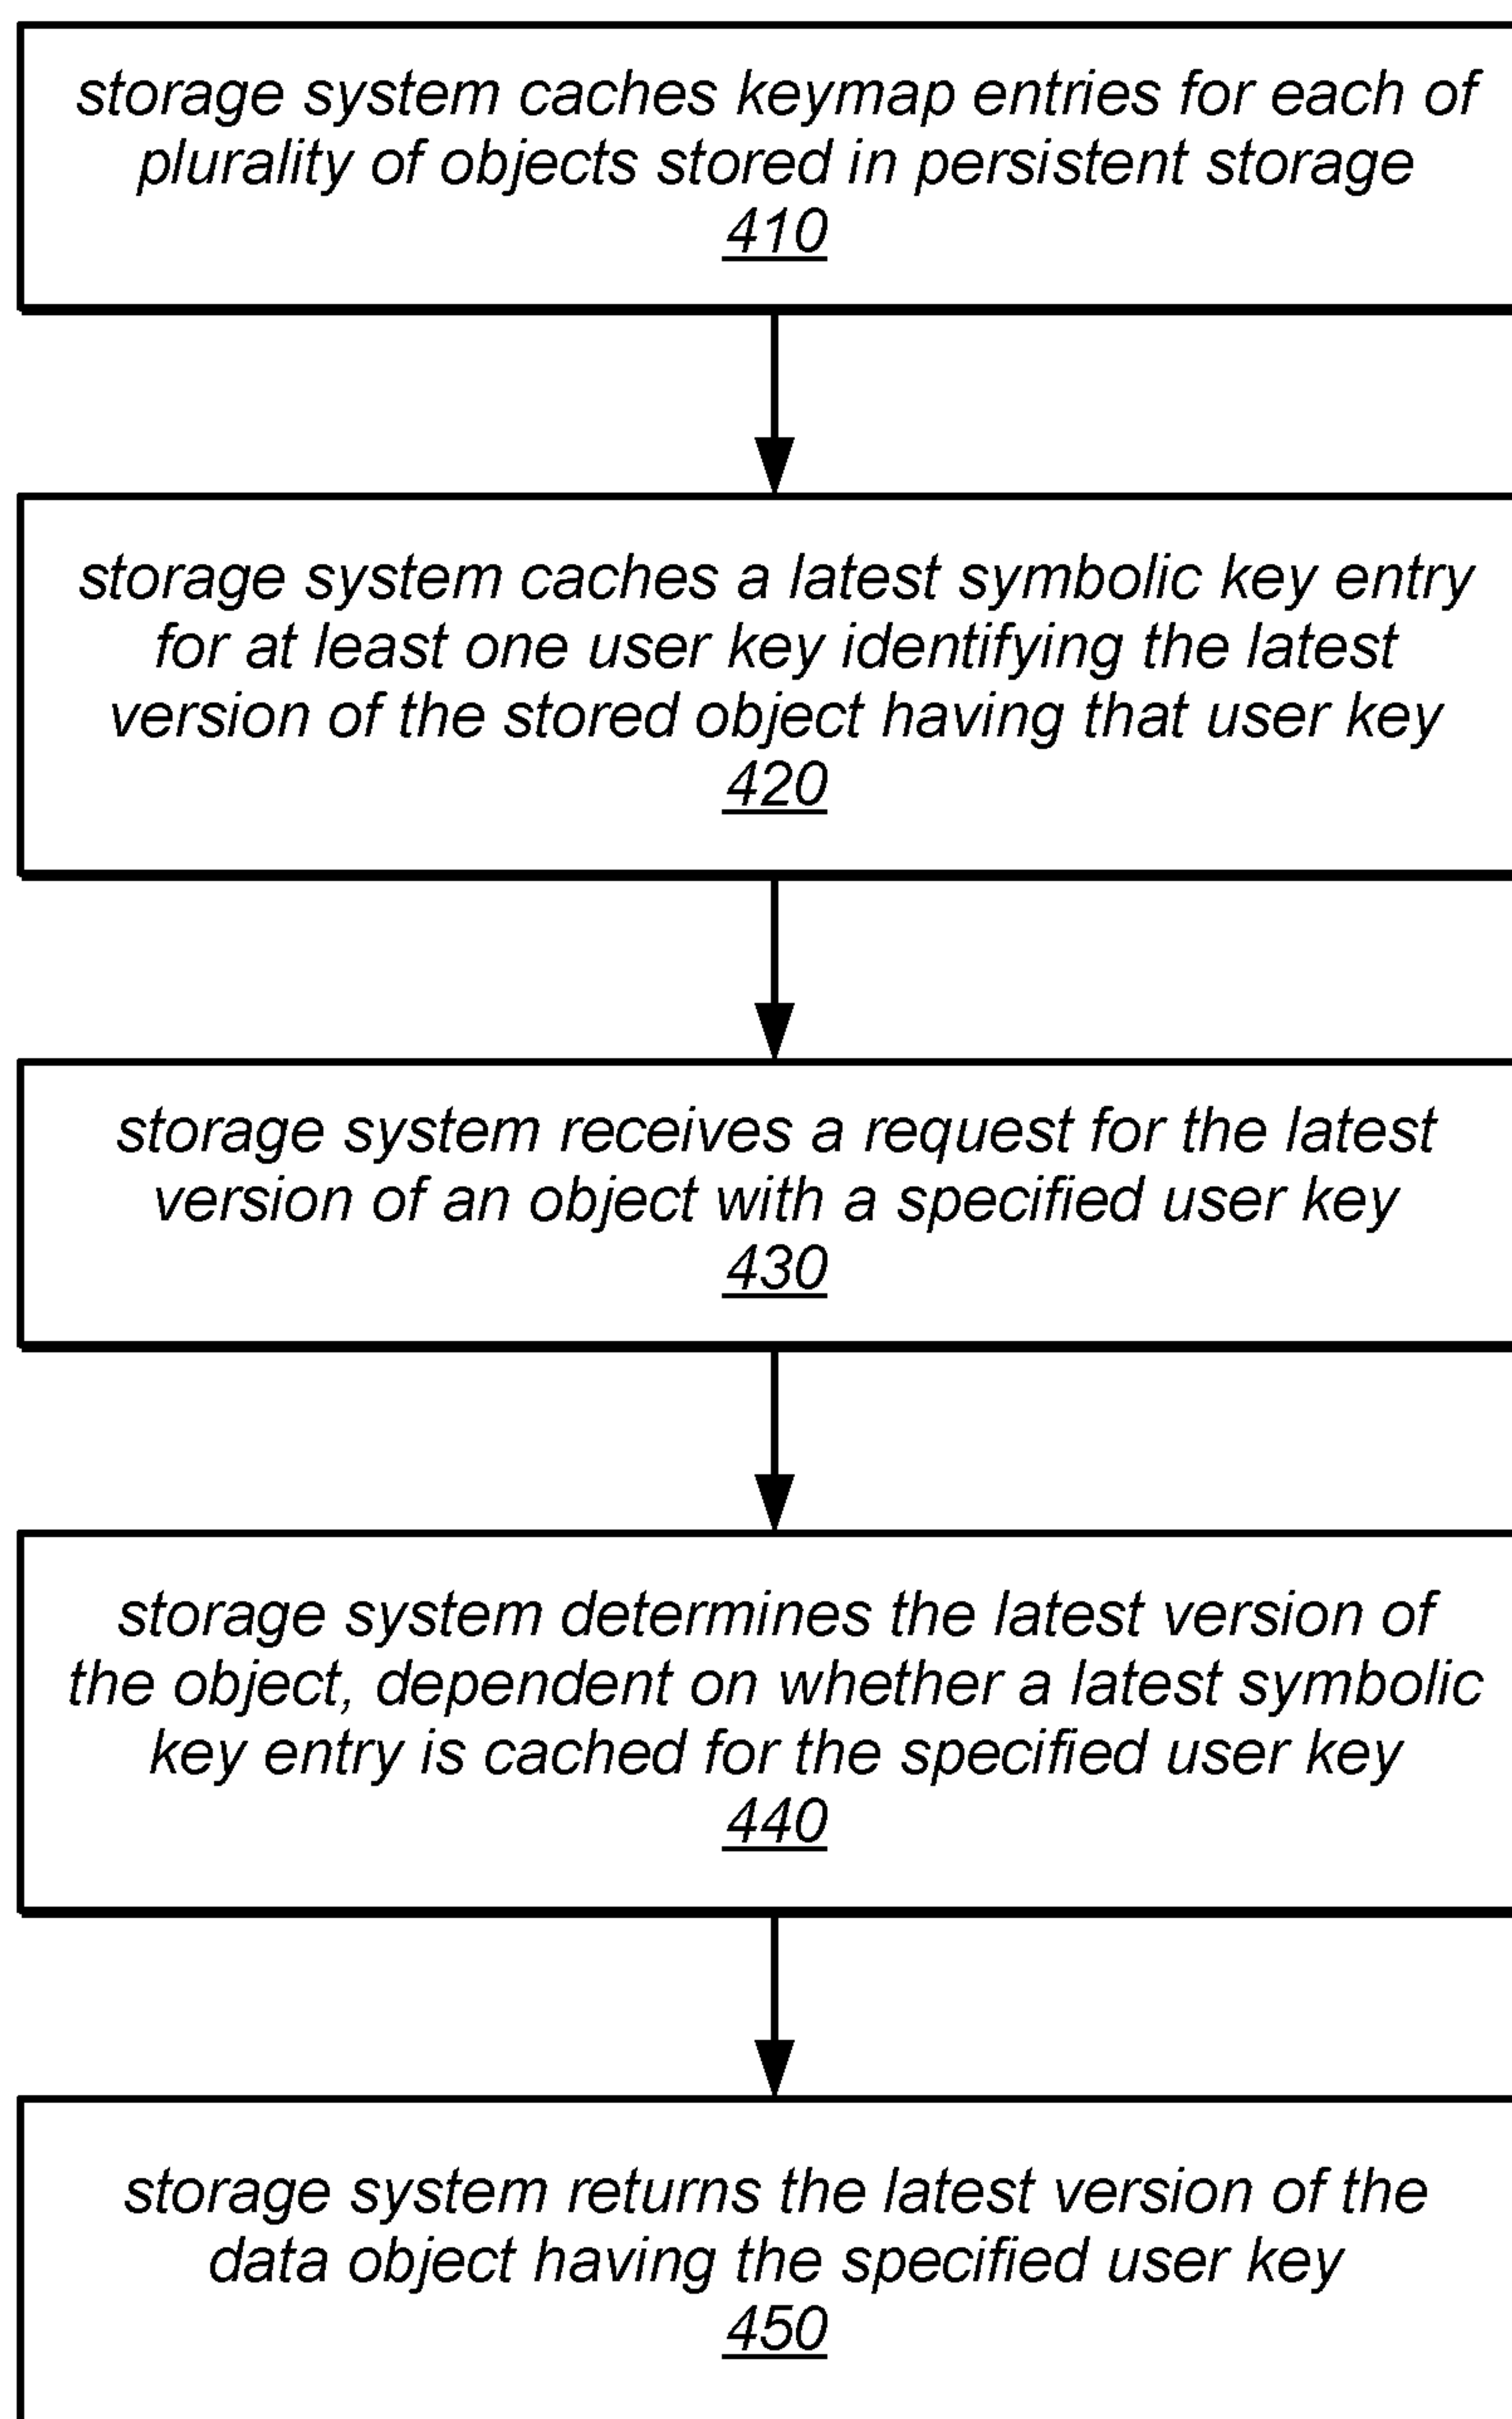 storage system caches keymap entries for each of
plurality of objects stored in persistent storage
410
storage system caches a latest symbolic key entry
for at least one user key identifying the latest
version of the stored object having that user key
420
storage system receives a request for the latest
version of an object with a specified user key
430
storage system determines the latest version of
the object, dependent on whether a latest symbolic
key entry is cached for the specified user key
440
storage system returns the latest version of the
data object having the specified user key
450